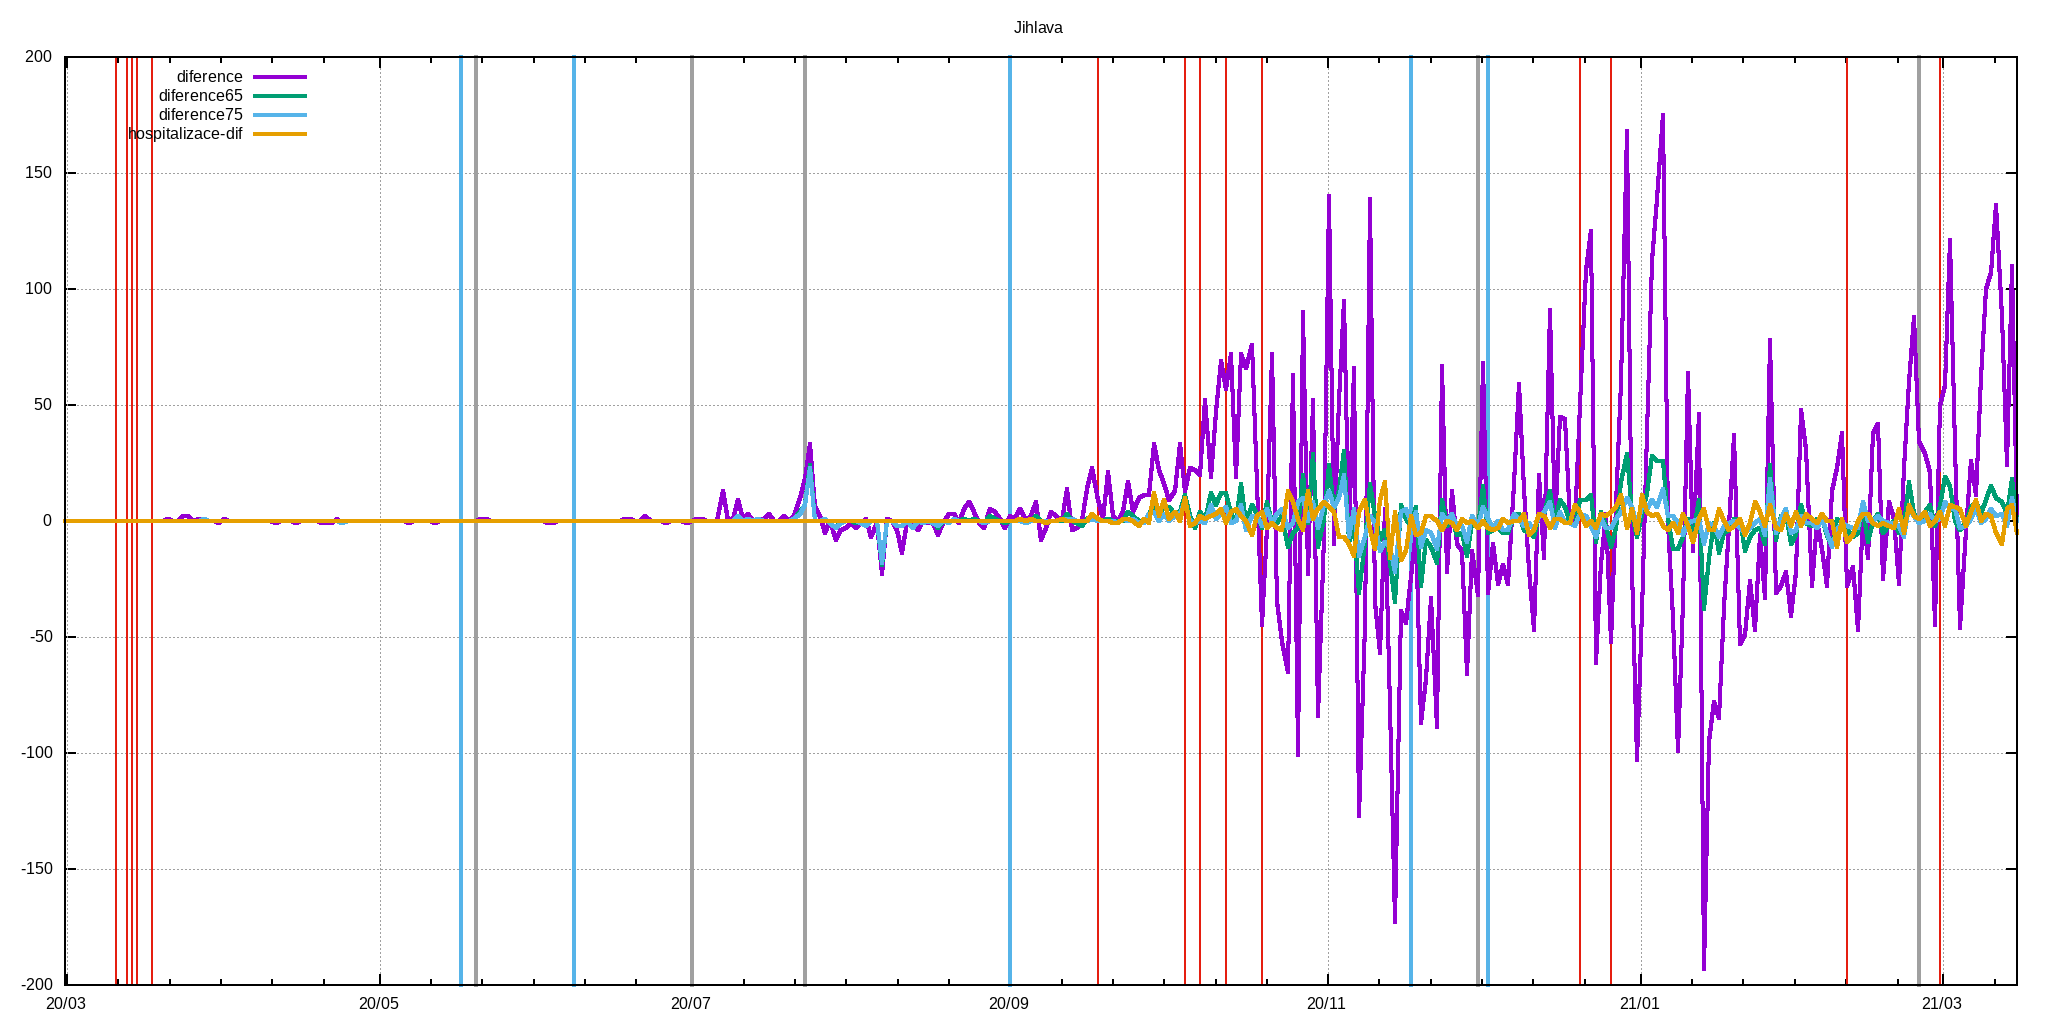 Jihlava
200
150
100
50
0
-50
-100
-150
-200
diference
diference65
diference75
hospitalizace-dif
20/03 20/05 20/07 20/09 20/11 21/01 21/03